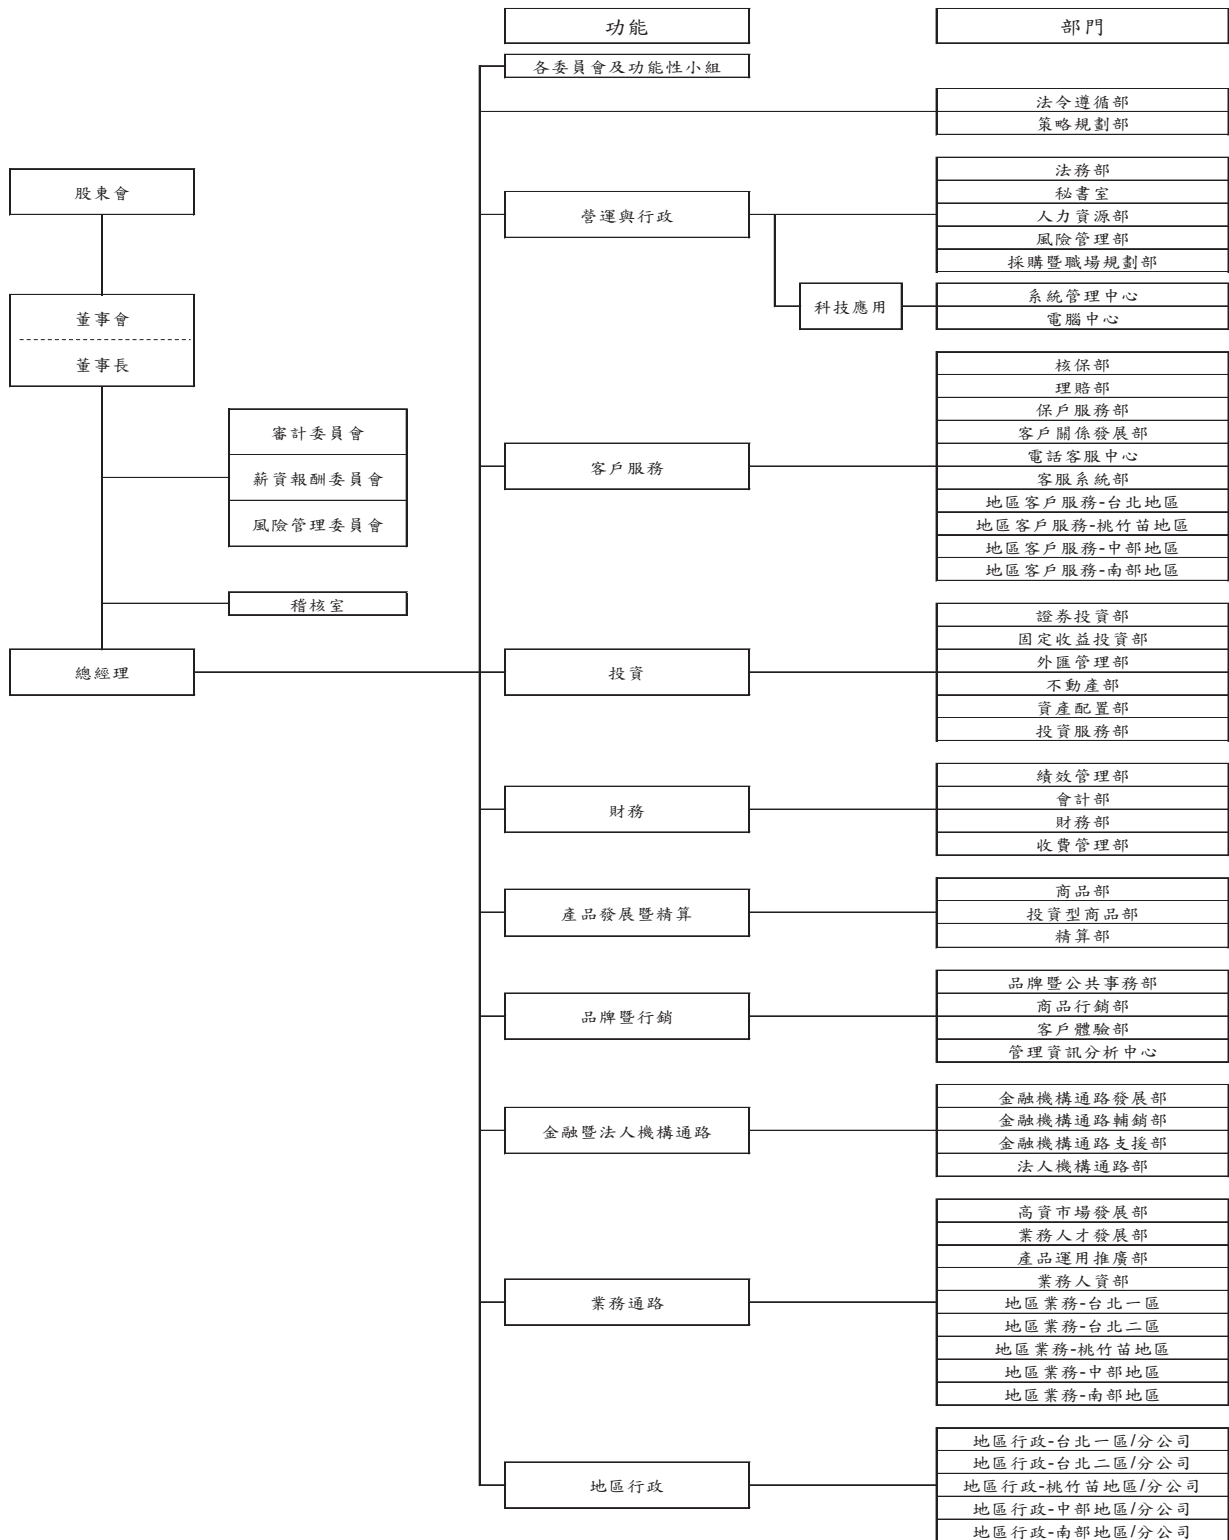 功能
部門
各委員會及功能性小組
法令遵循部
策略規劃部
股東會
董事會
董事長
審計委員會
薪資報酬委員會
風險管理委員會
稽核室
總經理
營運與行政
法務部
秘書室
人力資源部
風險管理部
採購暨職場規劃部
科技應用
系統管理中心
電腦中心
客戶服務
核保部
理賠部
保戶服務部
客戶關係發展部
電話客服中心
客服系統部
地區客戶服務-台北地區
地區客戶服務-桃竹苗地區
地區客戶服務-中部地區
地區客戶服務-南部地區
投資
證券投資部
固定收益投資部
外匯管理部
不動產部
資產配置部
投資服務部
財務
績效管理部
會計部
財務部
收費管理部
產品發展暨精算
商品部
投資型商品部
精算部
品牌暨行銷
品牌暨公共事務部
商品行銷部
客戶體驗部
管理資訊分析中心
金融暨法人機構通路
金融機構通路發展部
金融機構通路輔銷部
金融機構通路支援部
法人機構通路部
業務通路
高資市場發展部
業務人才發展部
產品運用推廣部
業務人資部
地區業務-台北一區
地區業務-台北二區
地區業務-桃竹苗地區
地區業務-中部地區
地區業務-南部地區
地區行政
地區行政-台北一區/分公司
地區行政-台北二區/分公司
地區行政-桃竹苗地區/分公司
地區行政-中部地區/分公司
地區行政-南部地區/分公司